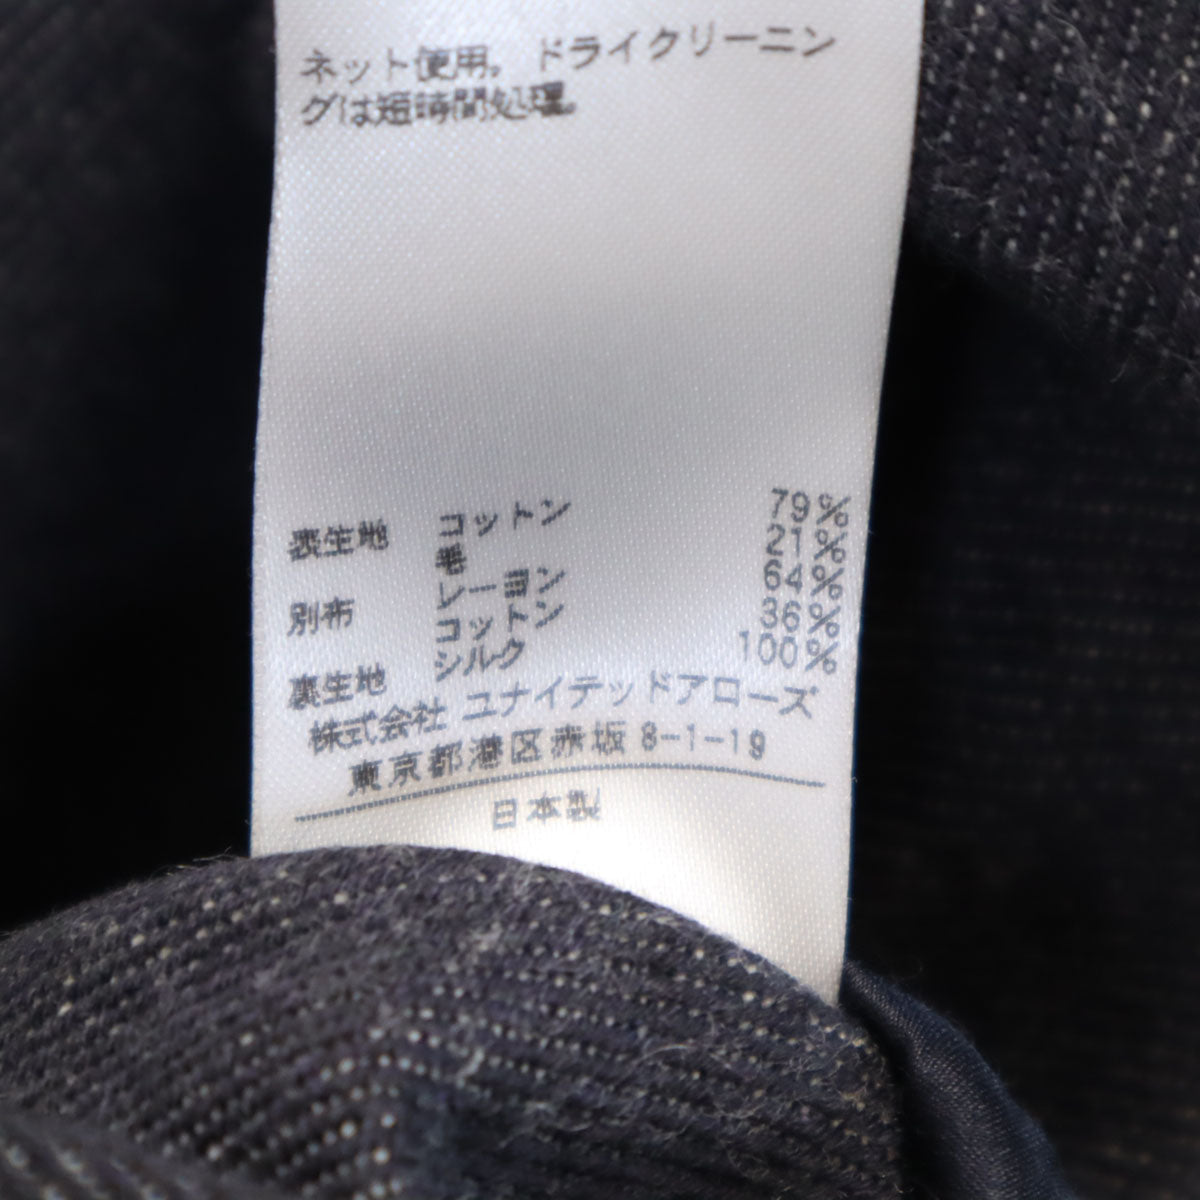 ネット使用。ドライクリーニン
グは短時間処理。
表生地 コットン 79%
毛 21%
別布 レーヨン 64%
コットン 36%
裏生地 シルク 100%
株式会社 ユナイテッドアローズ
東京都港区赤坂 8-1-19
日本製